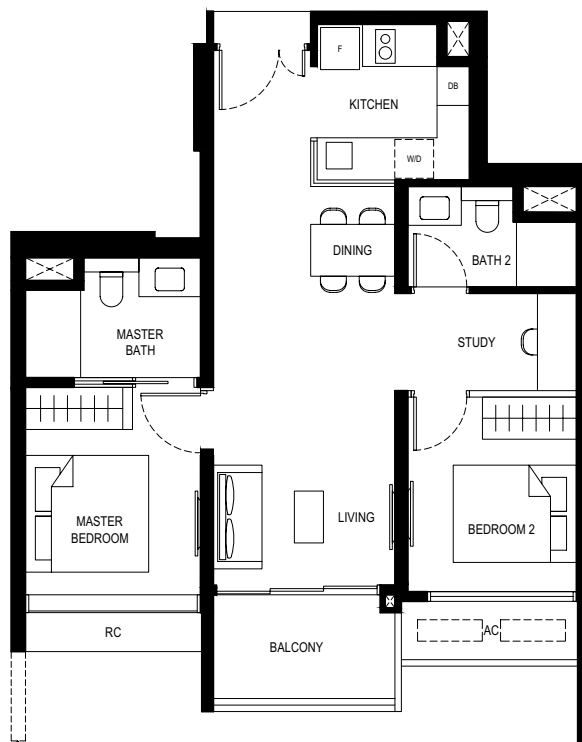 F
DB
KITCHEN
W/D
DINING
BATH 2
MASTER
BATH
STUDY
MASTER
BEDROOM
LIVING
BEDROOM 2
RC
AC
BALCONY